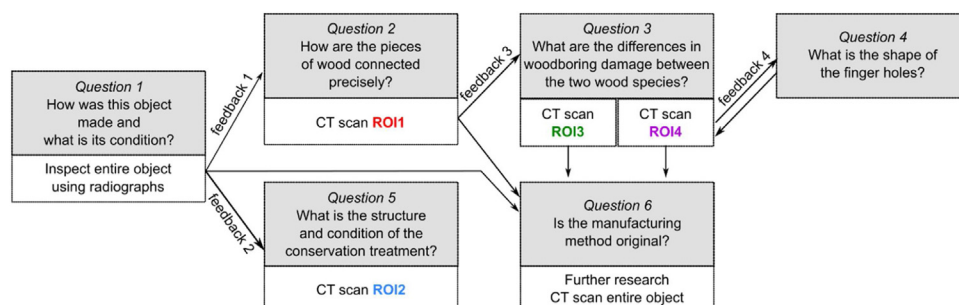 Question 1
How was this object
made and
what is its condition?
Inspect entire object
using radiographs
feedback 1
feedback 2
Question 2
How are the pieces
of wood connected
precisely?
CT scan ROI1
Question 5
What is the structure
and condition of the
conservation treatment?
CT scan ROI2
feedback 3
Question 3
What are the differences in
woodboring damage between
the two wood species?
CT scan
ROI3
CT scan
ROI4
feedback 4
Question 4
What is the shape of
the finger holes?
Question 6
Is the manufacturing
method original?
Further research
CT scan entire object